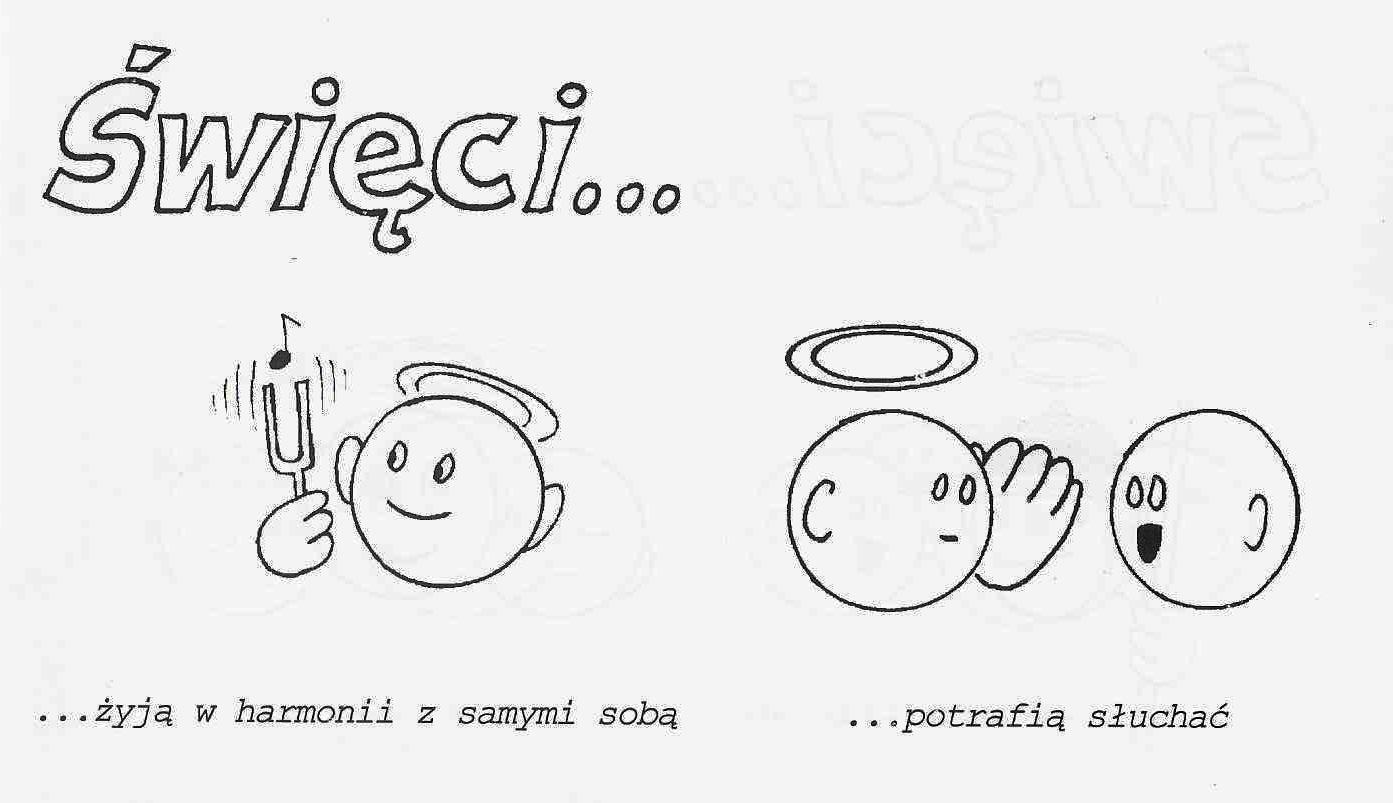 Święci...
...żyją w harmonii z samymi sobą
...potrafią słuchać